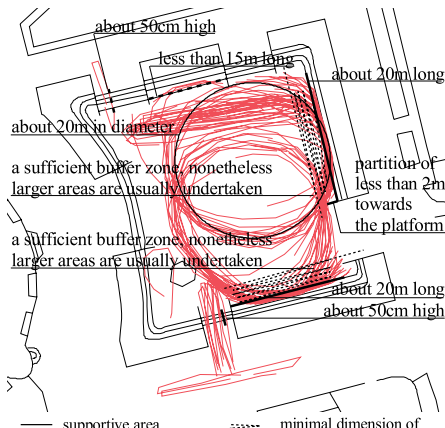 about 50cm high
less than 15m long
about 20m long
about 20m in diameter
a sufficient buffer zone, nonetheless
larger areas are usually undertaken
partition of
less than 2m
towards
the platform
a sufficient buffer zone, nonetheless
larger areas are usually undertaken
about 20m long
about 50cm high
supportive area
minimal dimension of